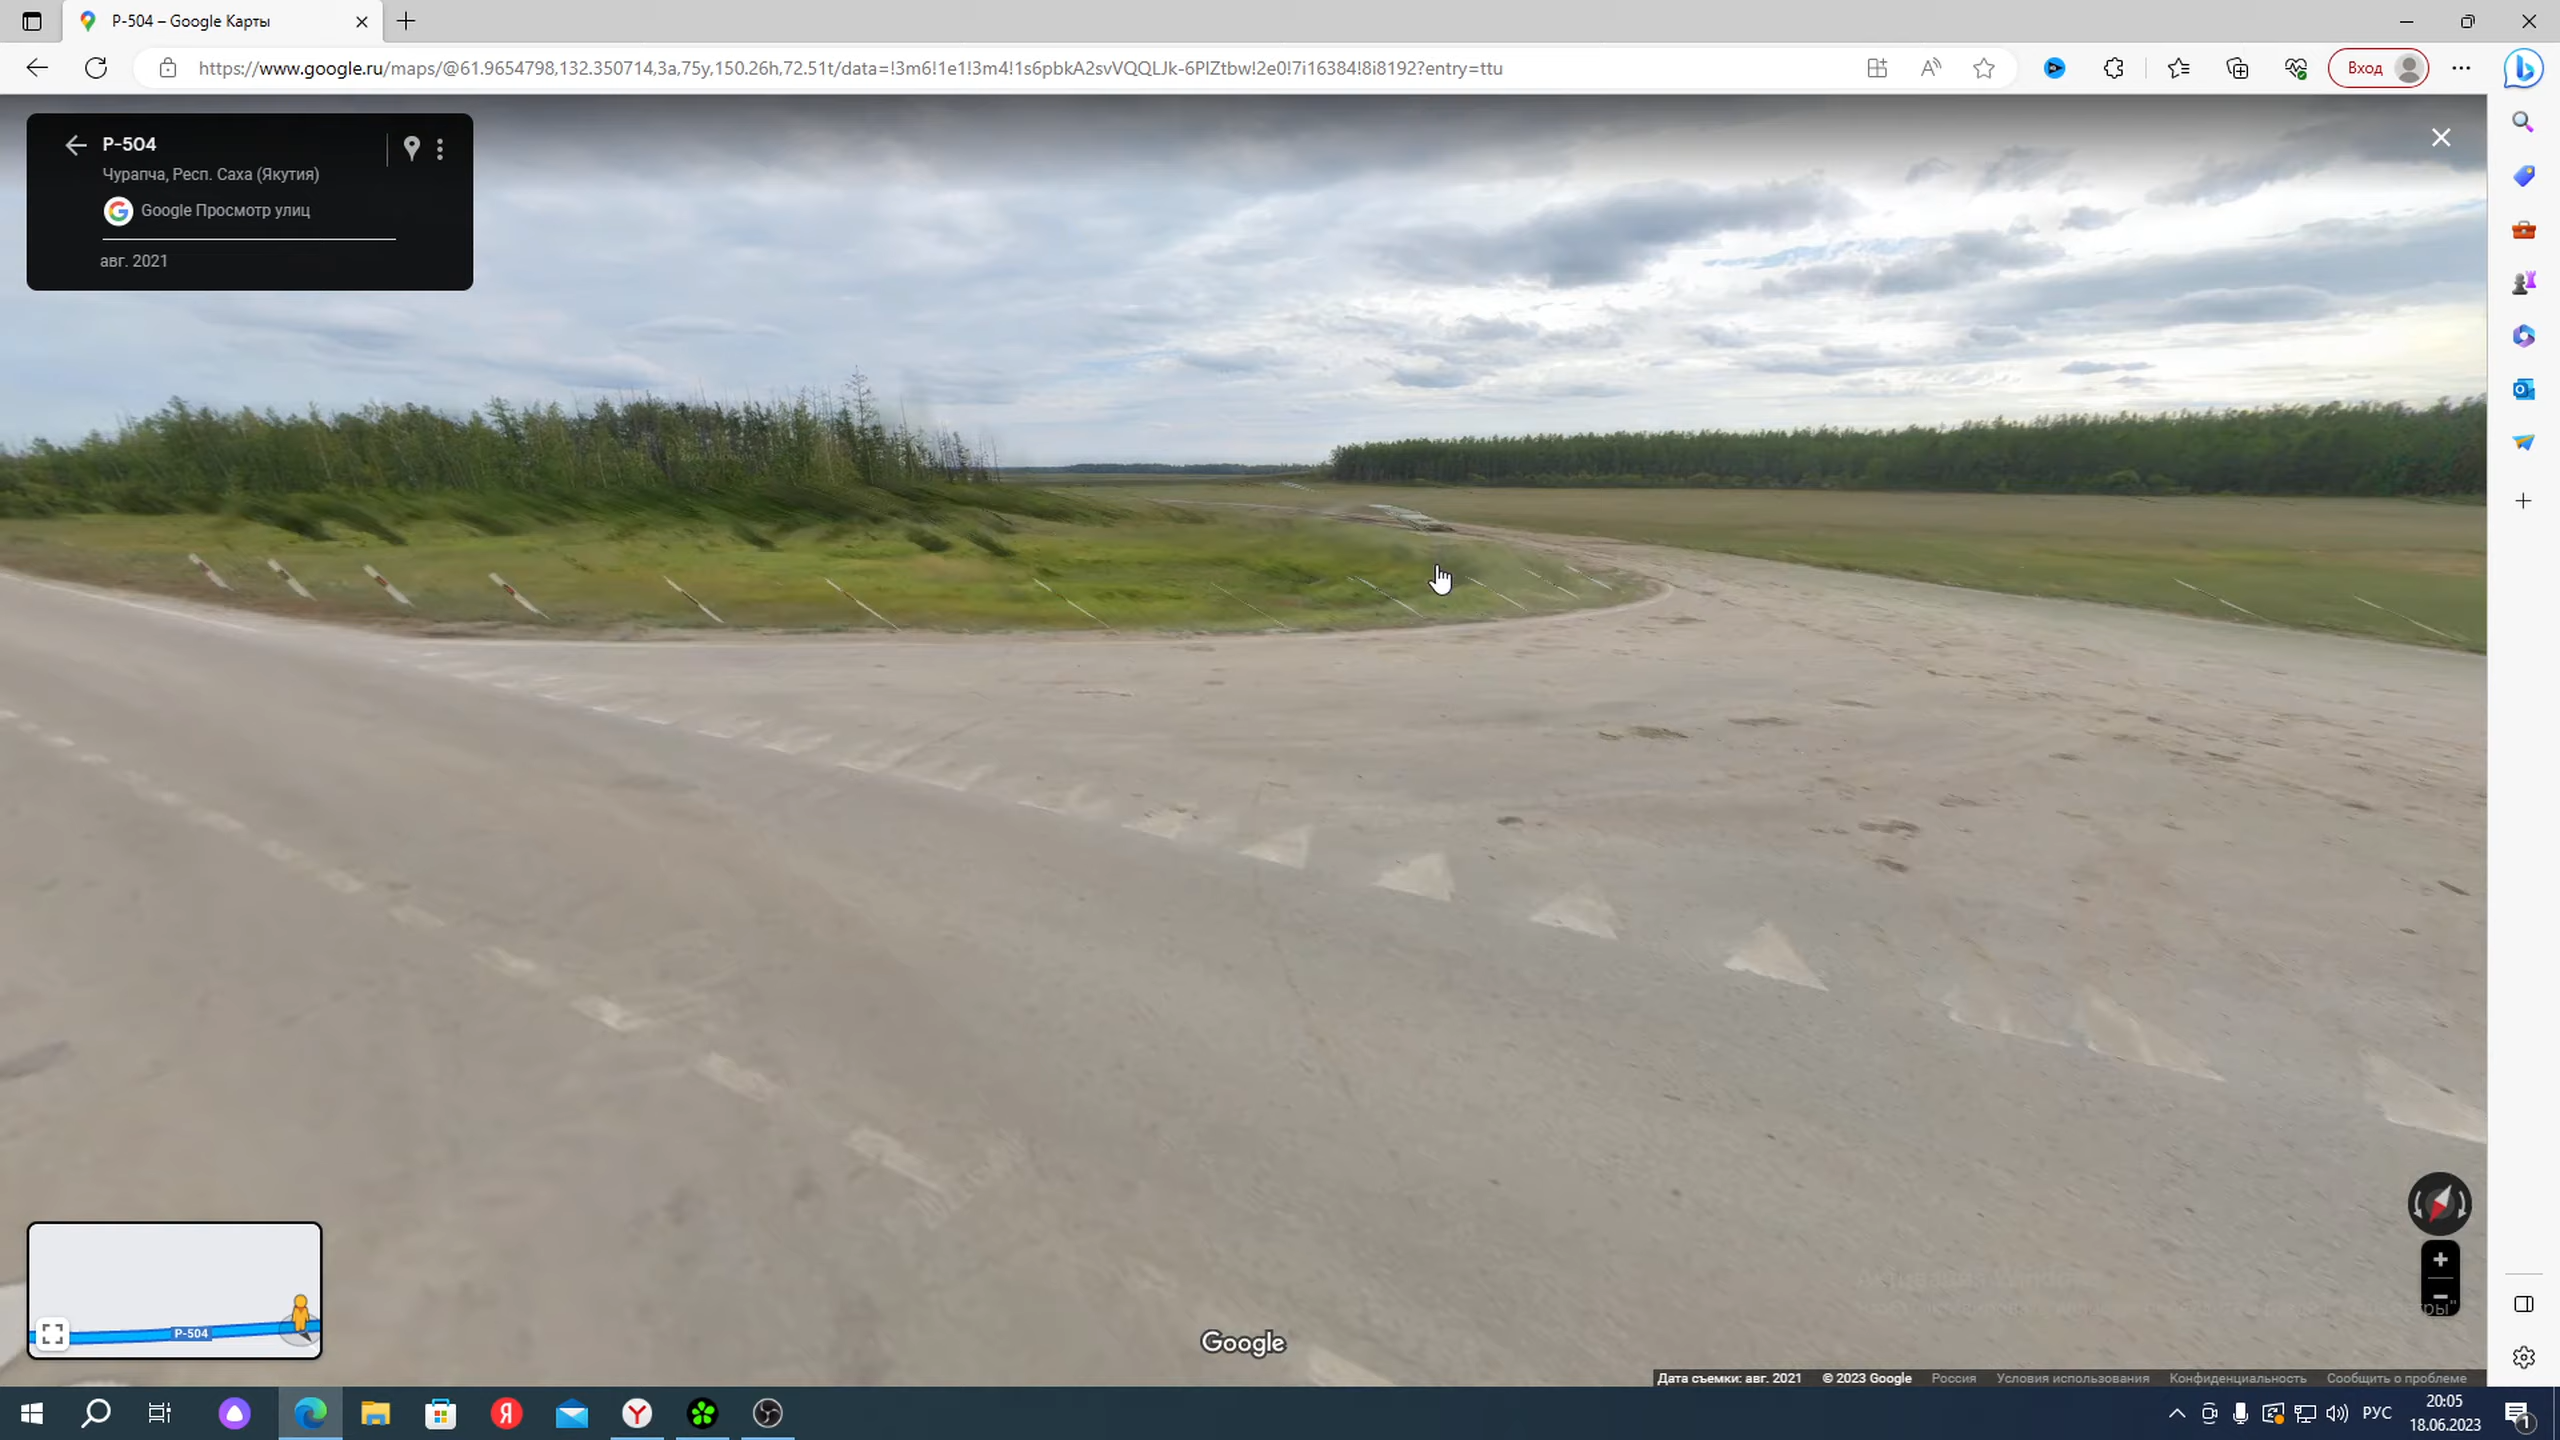 P-504 – Google Карты
https://www.google.ru/maps/@61.9654798,132.350714,3a,75y,150.26h,72.51t/data=!3m6!1e1!3m4!1s6pbkA2svVQQLJk-6PlZtbw!2e0!7i16384!8i8192?entry=ttu
Вход
Р-504
Чурапча, Респ. Саха (Якутия)
Google Просмотр улиц
авг. 2021
P-504
Google
Дата съемки: авг. 2021 © 2023 Google Россия Условия использования Конфиденциальность Сообщить о проблеме
РУС
20:05
18.06.2023
1